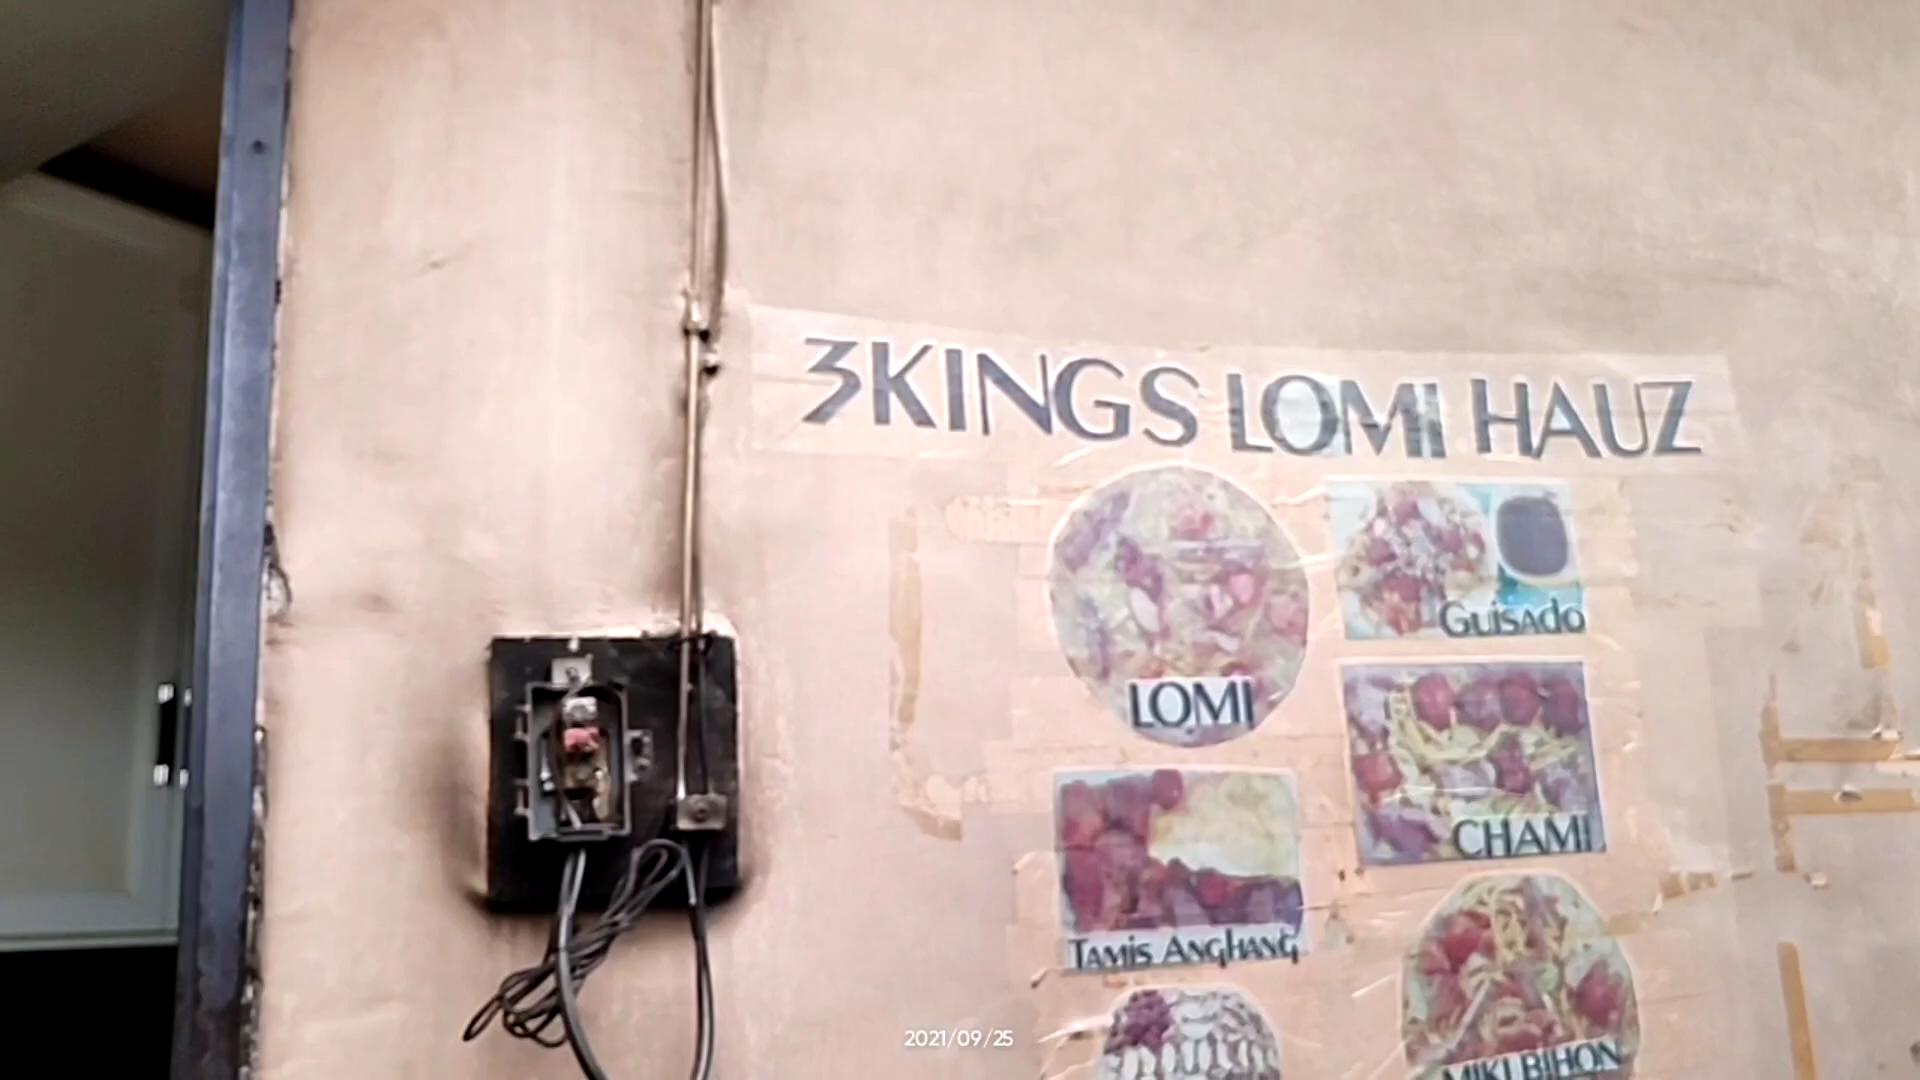 3KINGS LOMI HAUZ
LOMI
Guisado
CHAMI
Tamis Anghang
MIKI BIHON
2021/09/25